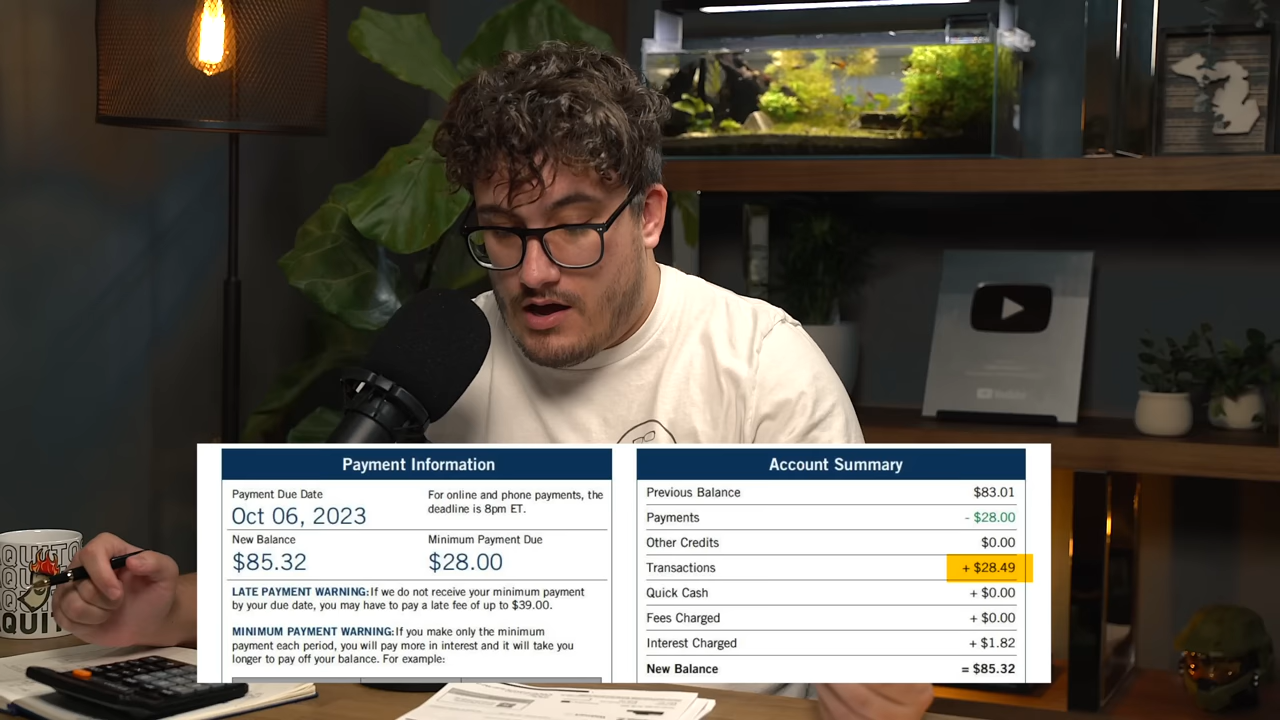 Payment Information
Payment Due Date
Oct 06, 2023
For online and phone payments, the
deadline is 8pm ET.
New Balance
$85.32
Minimum Payment Due
$28.00
LATE PAYMENT WARNING: If we do not receive your minimum payment
by your due date, you may have to pay a late fee of up to $39.00.
MINIMUM PAYMENT WARNING: If you make only the minimum
payment each period, you will pay more in interest and it will take you
longer to pay off your balance. For example:
Account Summary
Previous Balance $83.01
Payments - $28.00
Other Credits $0.00
Transactions + $28.49
Quick Cash + $0.00
Fees Charged + $0.00
Interest Charged + $1.82
New Balance = $85.32